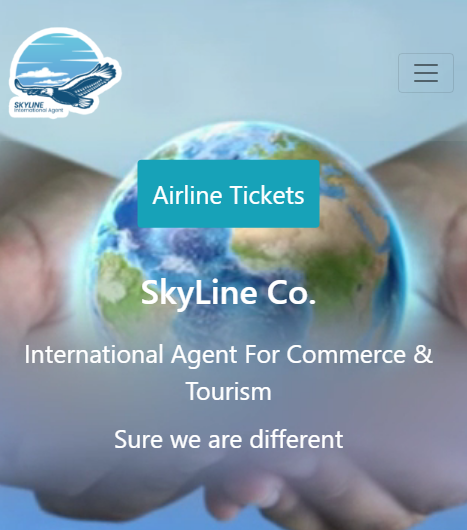 SKYLINE
International Agent
Airline Tickets
SkyLine Co.
International Agent For Commerce &
Tourism
Sure we are different